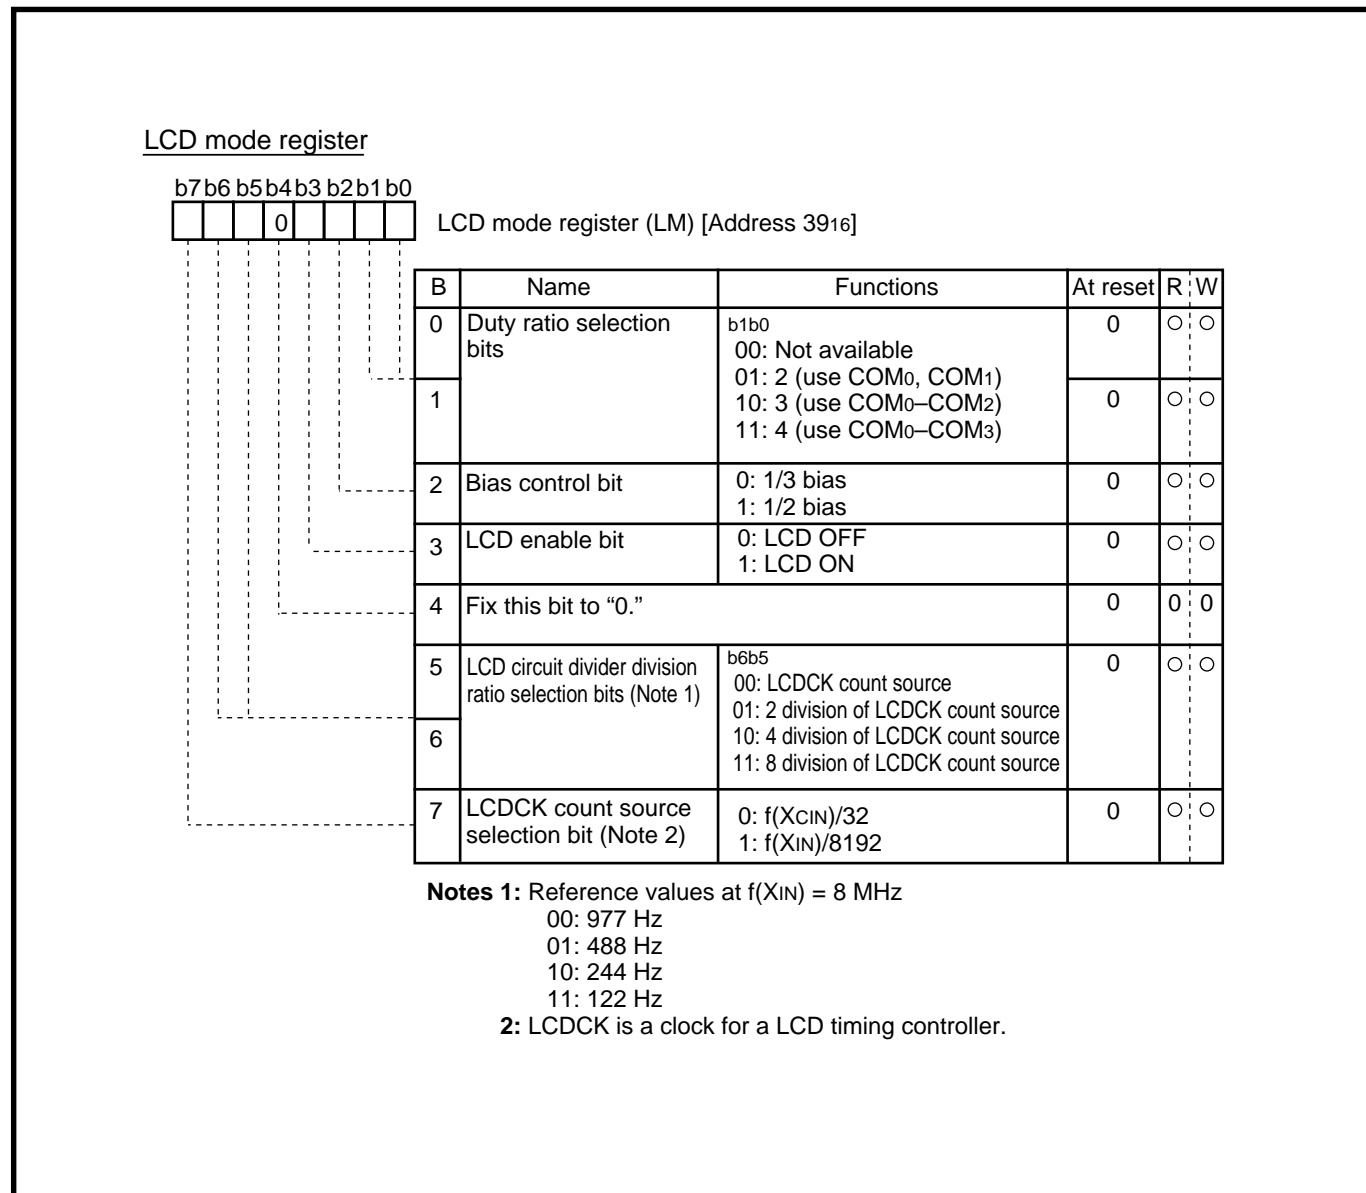 LCD mode register
b7b6 b5b4b3 b2b1b0
0
LCD mode register (LM) [Address 3916]
B Name Functions At reset R W
0 Duty ratio selection bits
b1b0
00: Not available
01: 2 (use COM0, COM1)
10: 3 (use COM0–COM2)
11: 4 (use COM0–COM3)
0 ○ ○
1 0 ○ ○
2 Bias control bit
0: 1/3 bias
1: 1/2 bias
0 ○ ○
3 LCD enable bit
0: LCD OFF
1: LCD ON
0 ○ ○
4 Fix this bit to “0.” 0 0 0
5 LCD circuit divider division
ratio selection bits (Note 1)
b6b5
00: LCDCK count source
01: 2 division of LCDCK count source
10: 4 division of LCDCK count source
11: 8 division of LCDCK count source
0 ○ ○
6
7 LCDCK count source
selection bit (Note 2)
0: f(XCIN)/32
1: f(XIN)/8192
0 ○ ○
Notes 1: Reference values at f(XIN) = 8 MHz
00: 977 Hz
01: 488 Hz
10: 244 Hz
11: 122 Hz
2: LCDCK is a clock for a LCD timing controller.